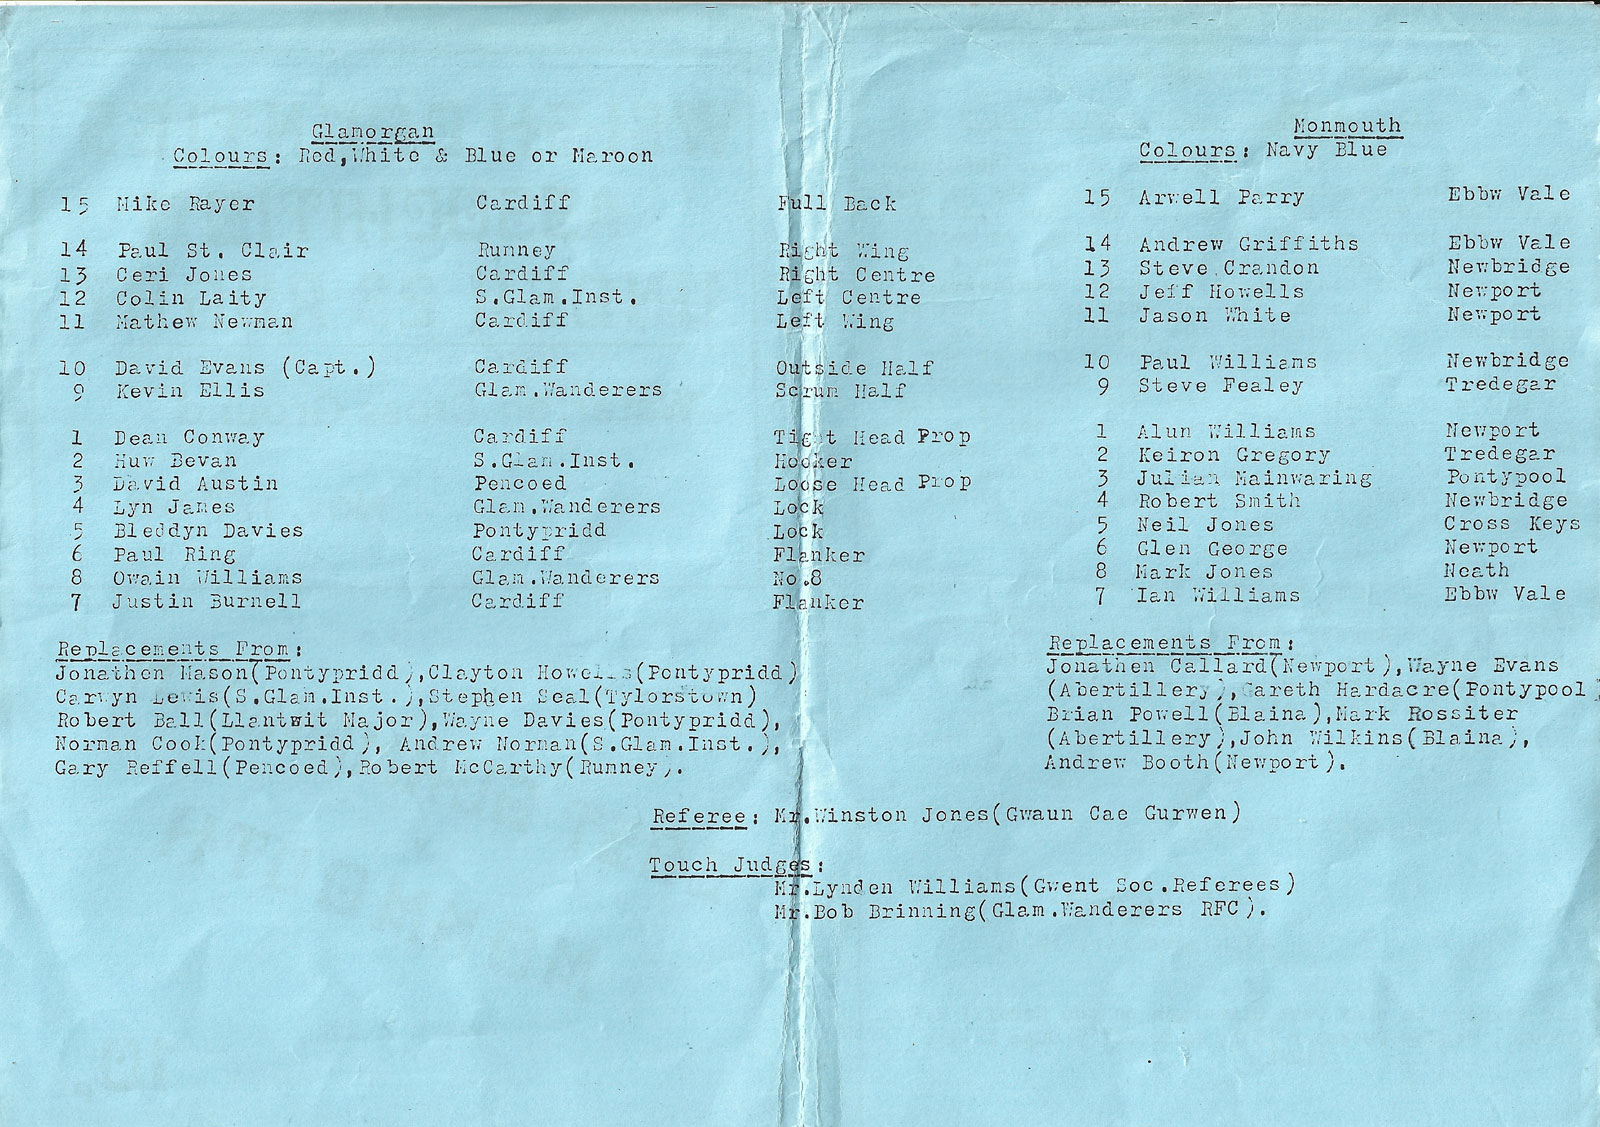 Glamorgan
Colours: Red,White & Blue or Maroon
Monmouth
Colours: Navy Blue
15 Mike Rayer Cardiff Full Back 15 Arwell Parry Ebbw Vale
14 Paul St. Clair Rumney Right Wing 14 Andrew Griffiths Ebbw Vale
13 Ceri Jones Cardiff Right Centre 13 Steve Crandon Newbridge
12 Colin Laity S.Glam.Inst. Left Centre 12 Jeff Howells Newport
11 Mathew Newman Cardiff Left Wing 11 Jason White Newport
10 David Evans (Capt.) Cardiff Outside Half 10 Paul Williams Newbridge
9 Kevin Ellis Glam.Wanderers Scrum Half 9 Steve Fealey Tredegar
1 Dean Conway Cardiff Tight Head Prop 1 Alun Williams Newport
2 Huw Bevan S.Glam.Inst. Hooker 2 Keiron Gregory Tredegar
3 David Austin Pencoed Loose Head Prop 3 Julian Mainwaring Pontypool
4 Lyn James Glam.Wanderers Lock 4 Robert Smith Newbridge
5 Bleddyn Davies Pontypridd Lock 5 Neil Jones Cross Keys
6 Paul Ring Cardiff Flanker 6 Glen George Newport
8 Owain Williams Glam.Wanderers No.8 8 Mark Jones Neath
7 Justin Burnell Cardiff Flanker 7 Ian Williams Ebbw Vale
Replacements From:
Jonathen Mason(Pontypridd),Clayton Howells(Pontypridd)
Carwyn Lewis(S.Glam.Inst.),Stephen Seal(Tylorstown)
Robert Ball(Llantwit Major),Wayne Davies(Pontypridd),
Norman Cook(Pontypridd), Andrew Norman(S.Glam.Inst.),
Gary Reffell(Pencoed),Robert McCarthy(Rumney).
Replacements From:
Jonathen Callard(Newport),Wayne Evans
(Abertillery),Gareth Hardacre(Pontypool)
Brian Powell(Blaina),Mark Rossiter
(Abertillery),John Wilkins(Blaina),
Andrew Booth(Newport).
Referee: Mr.Winston Jones(Gwaun Cae Gurwen)
Touch Judges:
Mr.Lynden Williams(Gwent Soc.Referees)
Mr.Bob Brinning(Glam.Wanderers RFC).